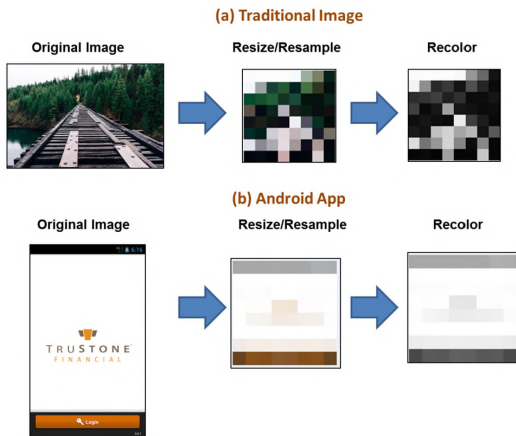 (a) Traditional Image
Original Image
Resize/Resample
Recolor
(b) Android App
Original Image
Resize/Resample
Recolor
6:15
TRUSTONE
FINANCIAL
Login